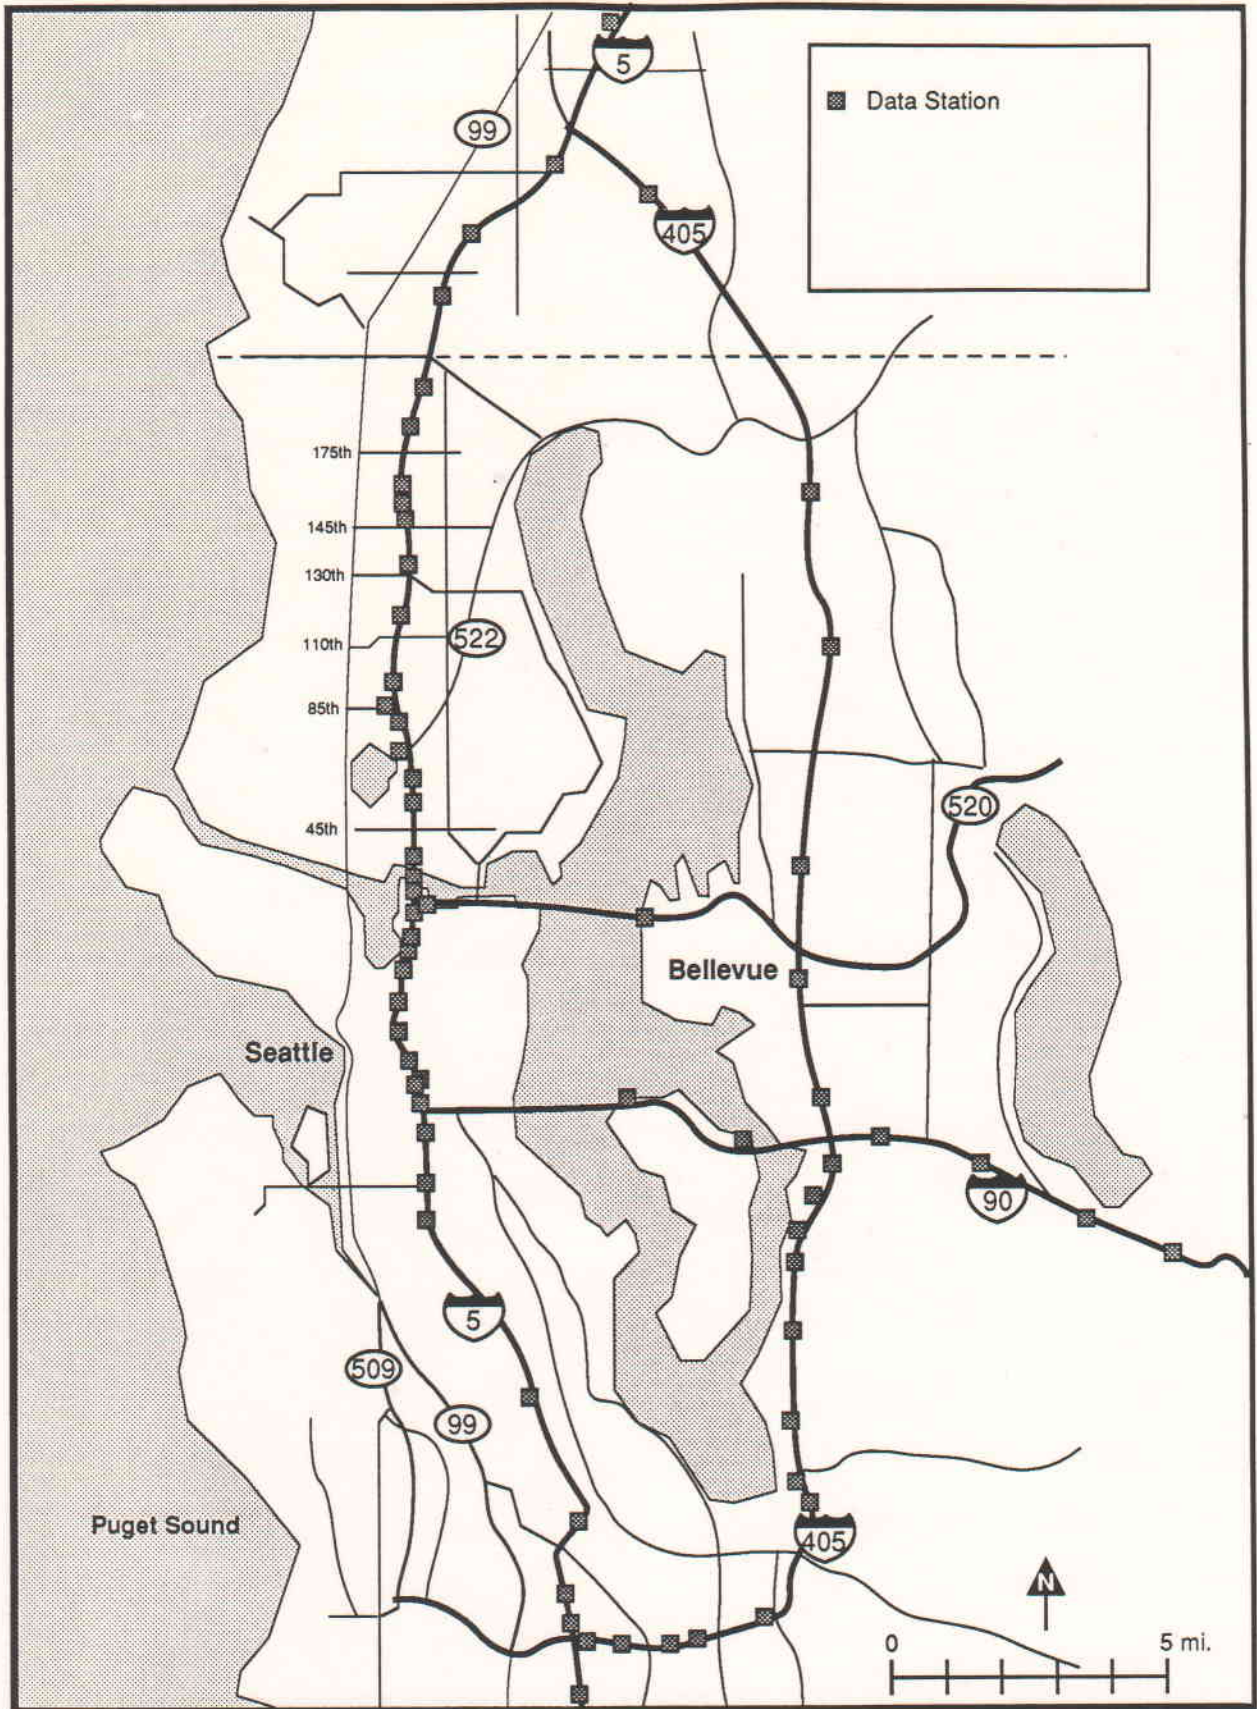 5
Data Station
99
405
175th
145th
130th
110th
522
85th
520
45th
Bellevue
Seattle
90
5
509
99
Puget Sound
405
N
0 5 mi.